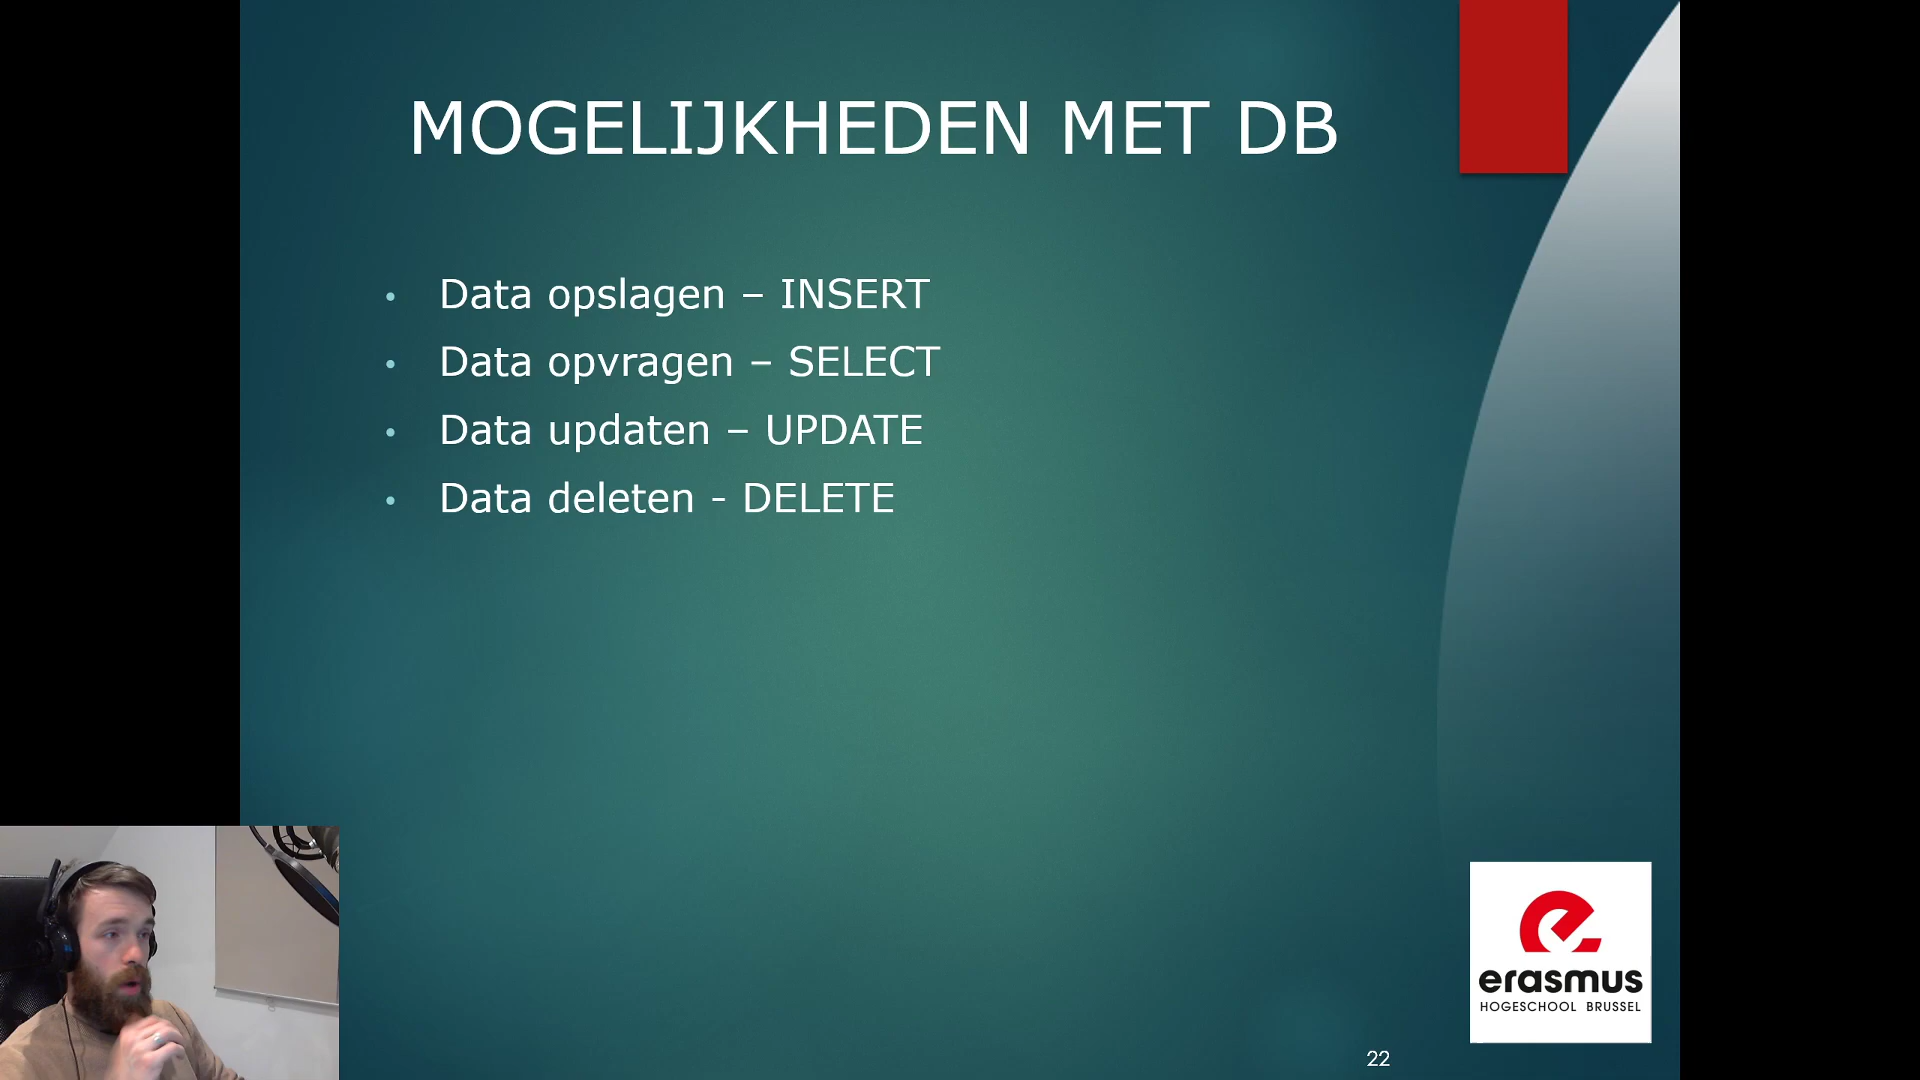 MOGELIJKHEDEN MET DB
• Data opslagen – INSERT
• Data opvragen – SELECT
• Data updaten – UPDATE
• Data deleten - DELETE
erasmus
HOGESCHOOL BRUSSEL
22